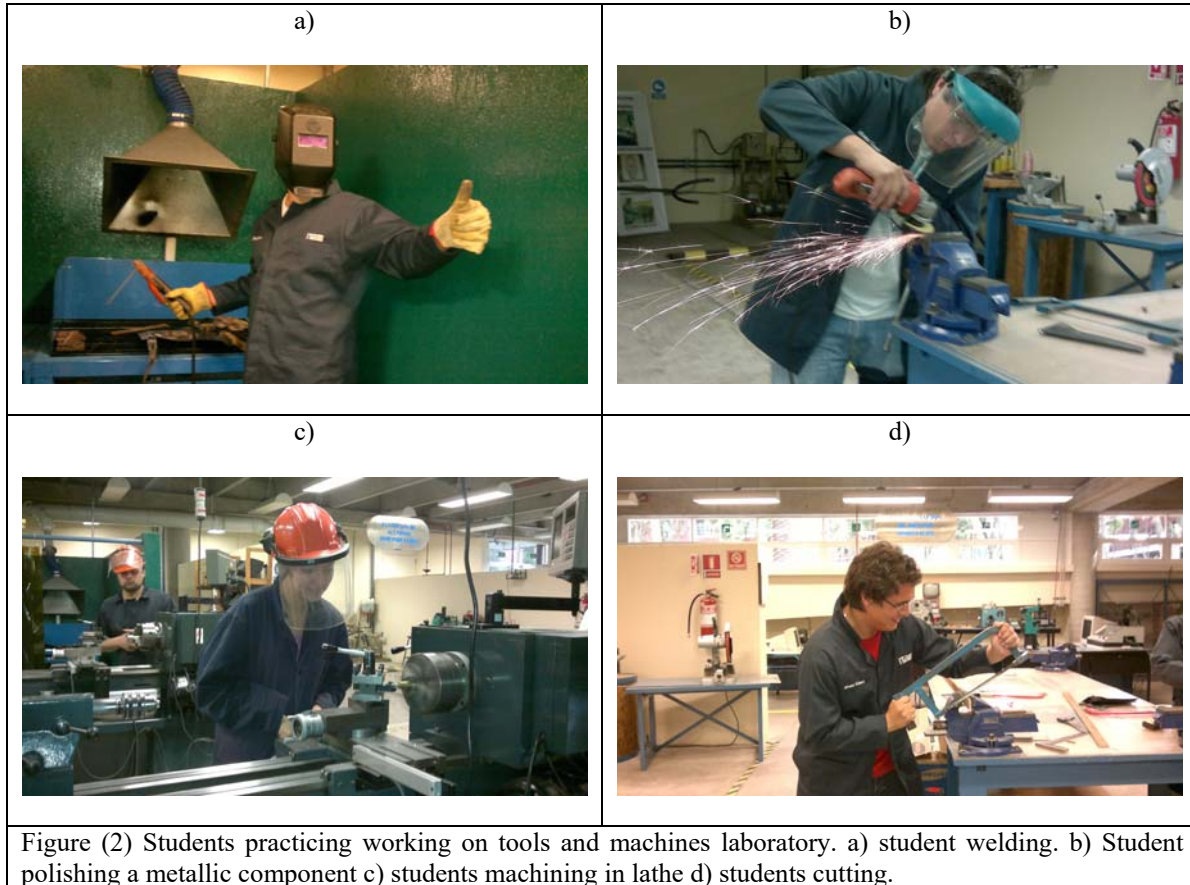 a)
b)
c)
d)
Figure (2) Students practicing working on tools and machines laboratory. a) student welding. b) Student
polishing a metallic component c) students machining in lathe d) students cutting.